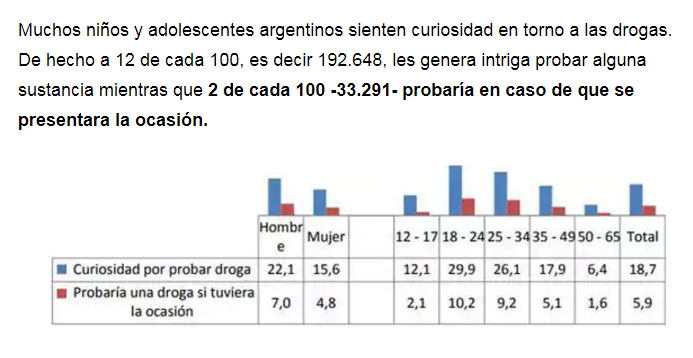 Muchos niños y adolescentes argentinos sienten curiosidad en torno a las drogas.
De hecho a 12 de cada 100, es decir 192.648, les genera intriga probar alguna
sustancia mientras que 2 de cada 100 -33.291- probaría en caso de que se
presentara la ocasión.
Hombr
e
Mujer
12 - 17
18 - 24
25 - 34
35 - 49
50 - 65
Total
Curiosidad por probar droga 22,1 15,6 12,1 29,9 26,1 17,9 6,4 18,7
Probaría una droga si tuviera
la ocasión
7,0 4,8 2,1 10,2 9,2 5,1 1,6 5,9